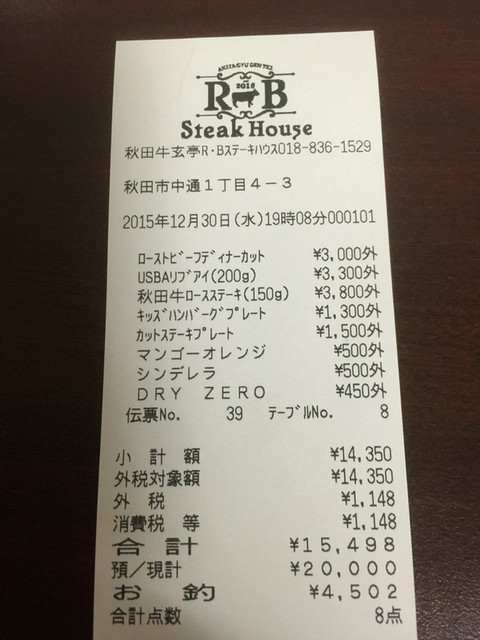 AKITAGYU GENTEI
2015
R B
Steak House
秋田牛玄亭R・Bステーキハウス018-836-1529
秋田市中通1丁目4-3
2015年12月30日(水)19時08分000101
ﾛｰｽﾄﾋﾞｰﾌﾃﾞｨﾅｰｶｯﾄ ¥3,000外
USBAﾘﾌﾞｱｲ(200g) ¥3,300外
秋田牛ﾛｰｽｽﾃｰｷ(150g) ¥3,800外
ｷｯｽﾞﾊﾝﾊﾞｰｸﾞﾌﾟﾚｰﾄ ¥1,300外
ｶｯﾄｽﾃｰｷﾌﾟﾚｰﾄ ¥1,500外
マンゴーオレンジ ¥500外
シンデレラ ¥500外
DRY ZERO ¥450外
伝票No. 39 ﾃｰﾌﾞﾙNo. 8
小計額 ¥14,350
外税対象額 ¥14,350
外税 ¥1,148
消費税等 ¥1,148
合計 ¥15,498
預/現計 ¥20,000
お釣 ¥4,502
合計点数 8点